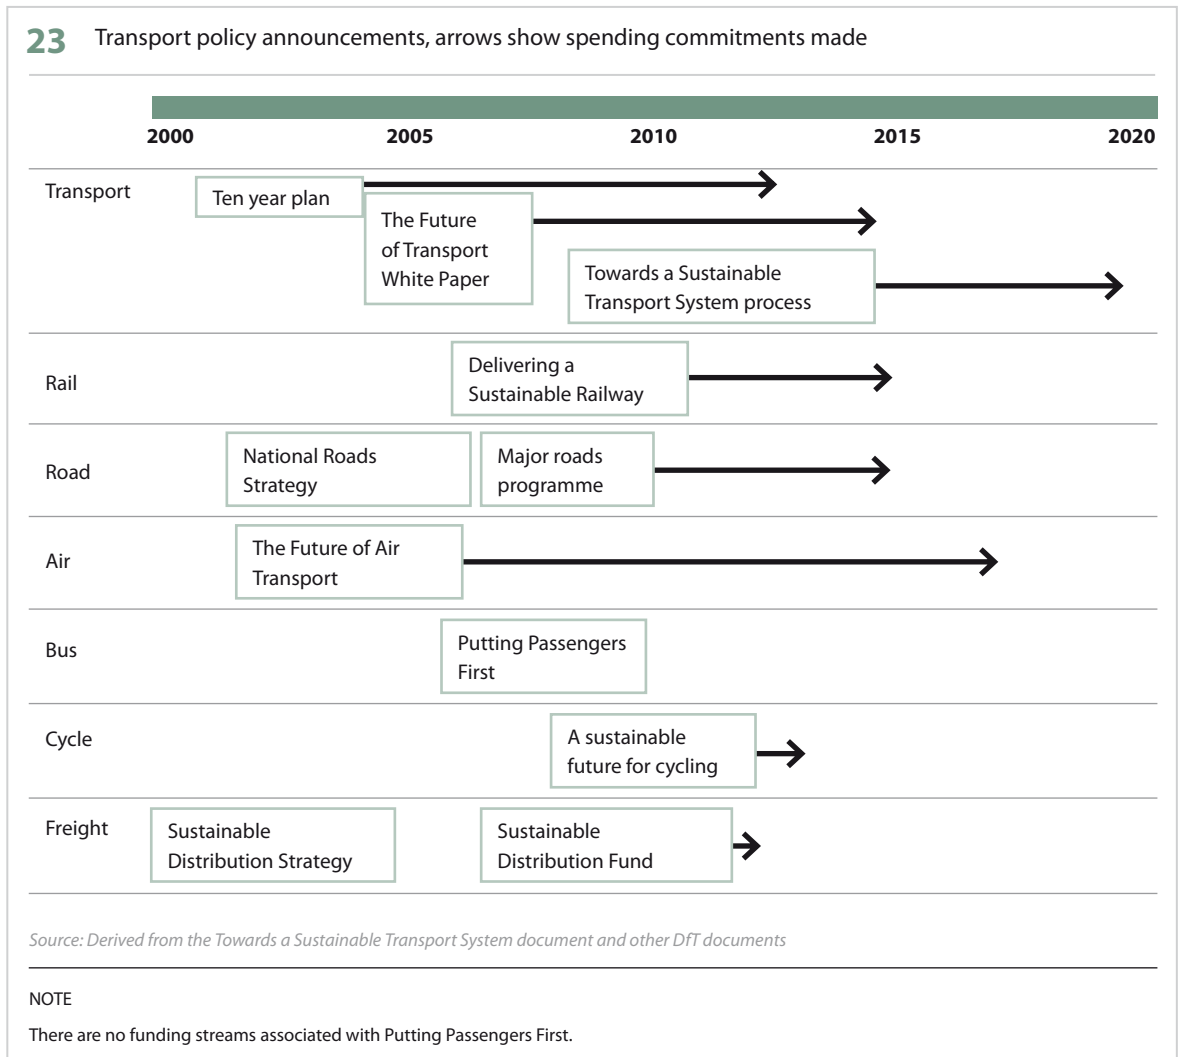 23 Transport policy announcements, arrows show spending commitments made
2000 2005 2010 2015 2020
Transport
Ten year plan
The Future
of Transport
White Paper
Towards a Sustainable
Transport System process
Rail
Delivering a
Sustainable Railway
Road
National Roads
Strategy
Major roads
programme
Air
The Future of Air
Transport
Bus
Putting Passengers
First
Cycle
A sustainable
future for cycling
Freight
Sustainable
Distribution Strategy
Sustainable
Distribution Fund
Source: Derived from the Towards a Sustainable Transport System document and other DfT documents
NOTE
There are no funding streams associated with Putting Passengers First.